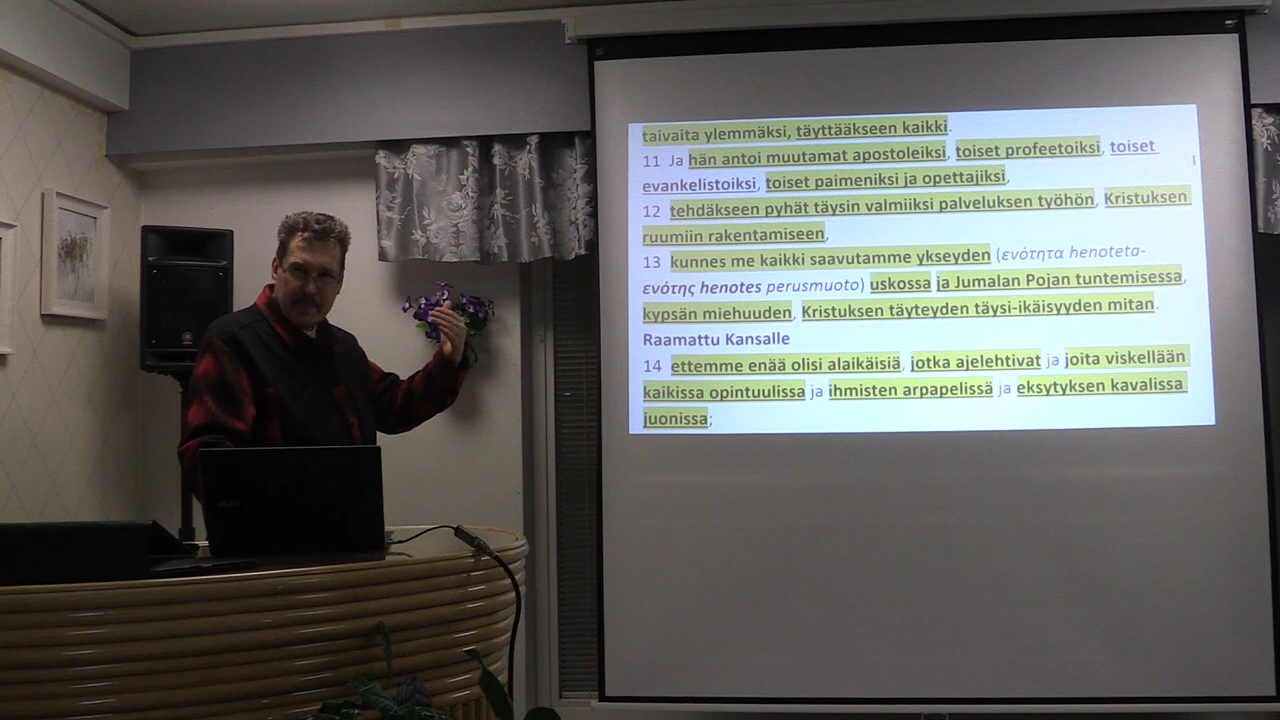 taivaita ylemmäksi, täyttääkseen kaikki.
11 Ja hän antoi muutamat apostoleiksi, toiset profeetoiksi, toiset
evankelistoiksi, toiset paimeniksi ja opettajiksi,
12 tehdäkseen pyhät täysin valmiiksi palveluksen työhön, Kristuksen
ruumiin rakentamiseen,
13 kunnes me kaikki saavutamme ykseyden (ενότητα henoteta-
ενότης henotes perusmuoto) uskossa ja Jumalan Pojan tuntemisessa,
kypsän miehuuden, Kristuksen täyteyden täysi-ikäisyyden mitan.
Raamattu Kansalle
14 ettemme enää olisi alaikäisiä, jotka ajelehtivat ja joita viskellään
kaikissa opintuulissa ja ihmisten arpapelissä ja eksytyksen kavalissa
juonissa;